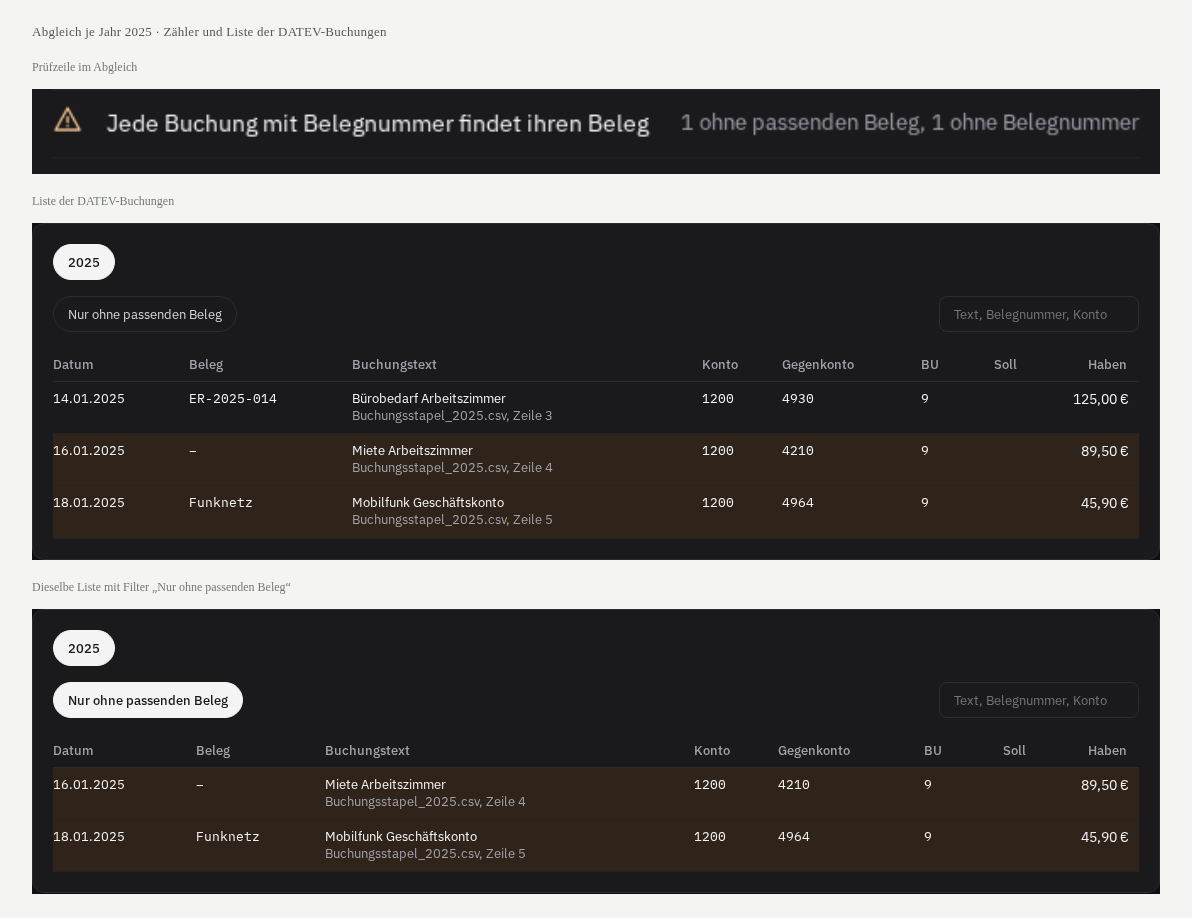 Abgleich je Jahr 2025 · Zähler und Liste der DATEV-Buchungen
Prüfzeile im Abgleich
Jede Buchung mit Belegnummer findet ihren Beleg 1 ohne passenden Beleg, 1 ohne Belegnummer
Liste der DATEV-Buchungen
2025
Nur ohne passenden Beleg Text, Belegnummer, Konto
Datum Beleg Buchungstext Konto Gegenkonto BU Soll Haben
14.01.2025 ER-2025-014 Bürobedarf Arbeitszimmer 1200 4930 9 125,00 €
Buchungsstapel_2025.csv, Zeile 3
16.01.2025 – Miete Arbeitszimmer 1200 4210 9 89,50 €
Buchungsstapel_2025.csv, Zeile 4
18.01.2025 Funknetz Mobilfunk Geschäftskonto 1200 4964 9 45,90 €
Buchungsstapel_2025.csv, Zeile 5
Dieselbe Liste mit Filter „Nur ohne passenden Beleg“
2025
Nur ohne passenden Beleg Text, Belegnummer, Konto
Datum Beleg Buchungstext Konto Gegenkonto BU Soll Haben
16.01.2025 – Miete Arbeitszimmer 1200 4210 9 89,50 €
Buchungsstapel_2025.csv, Zeile 4
18.01.2025 Funknetz Mobilfunk Geschäftskonto 1200 4964 9 45,90 €
Buchungsstapel_2025.csv, Zeile 5